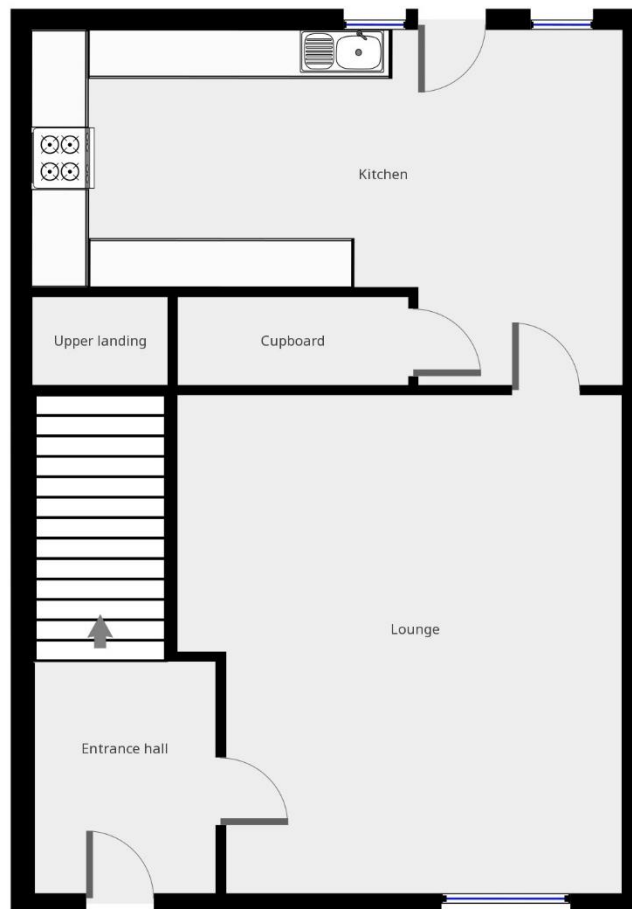 Kitchen
Upper landing
Cupboard
Lounge
Entrance hall